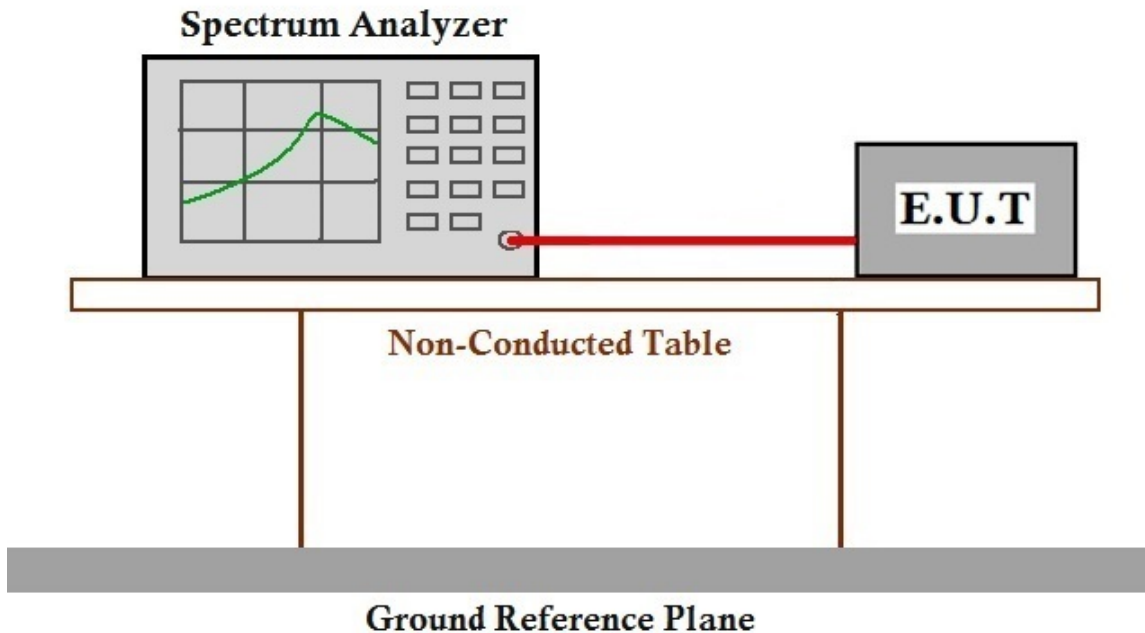 Spectrum Analyzer
E.U.T
Non-Conducted Table
Ground Reference Plane